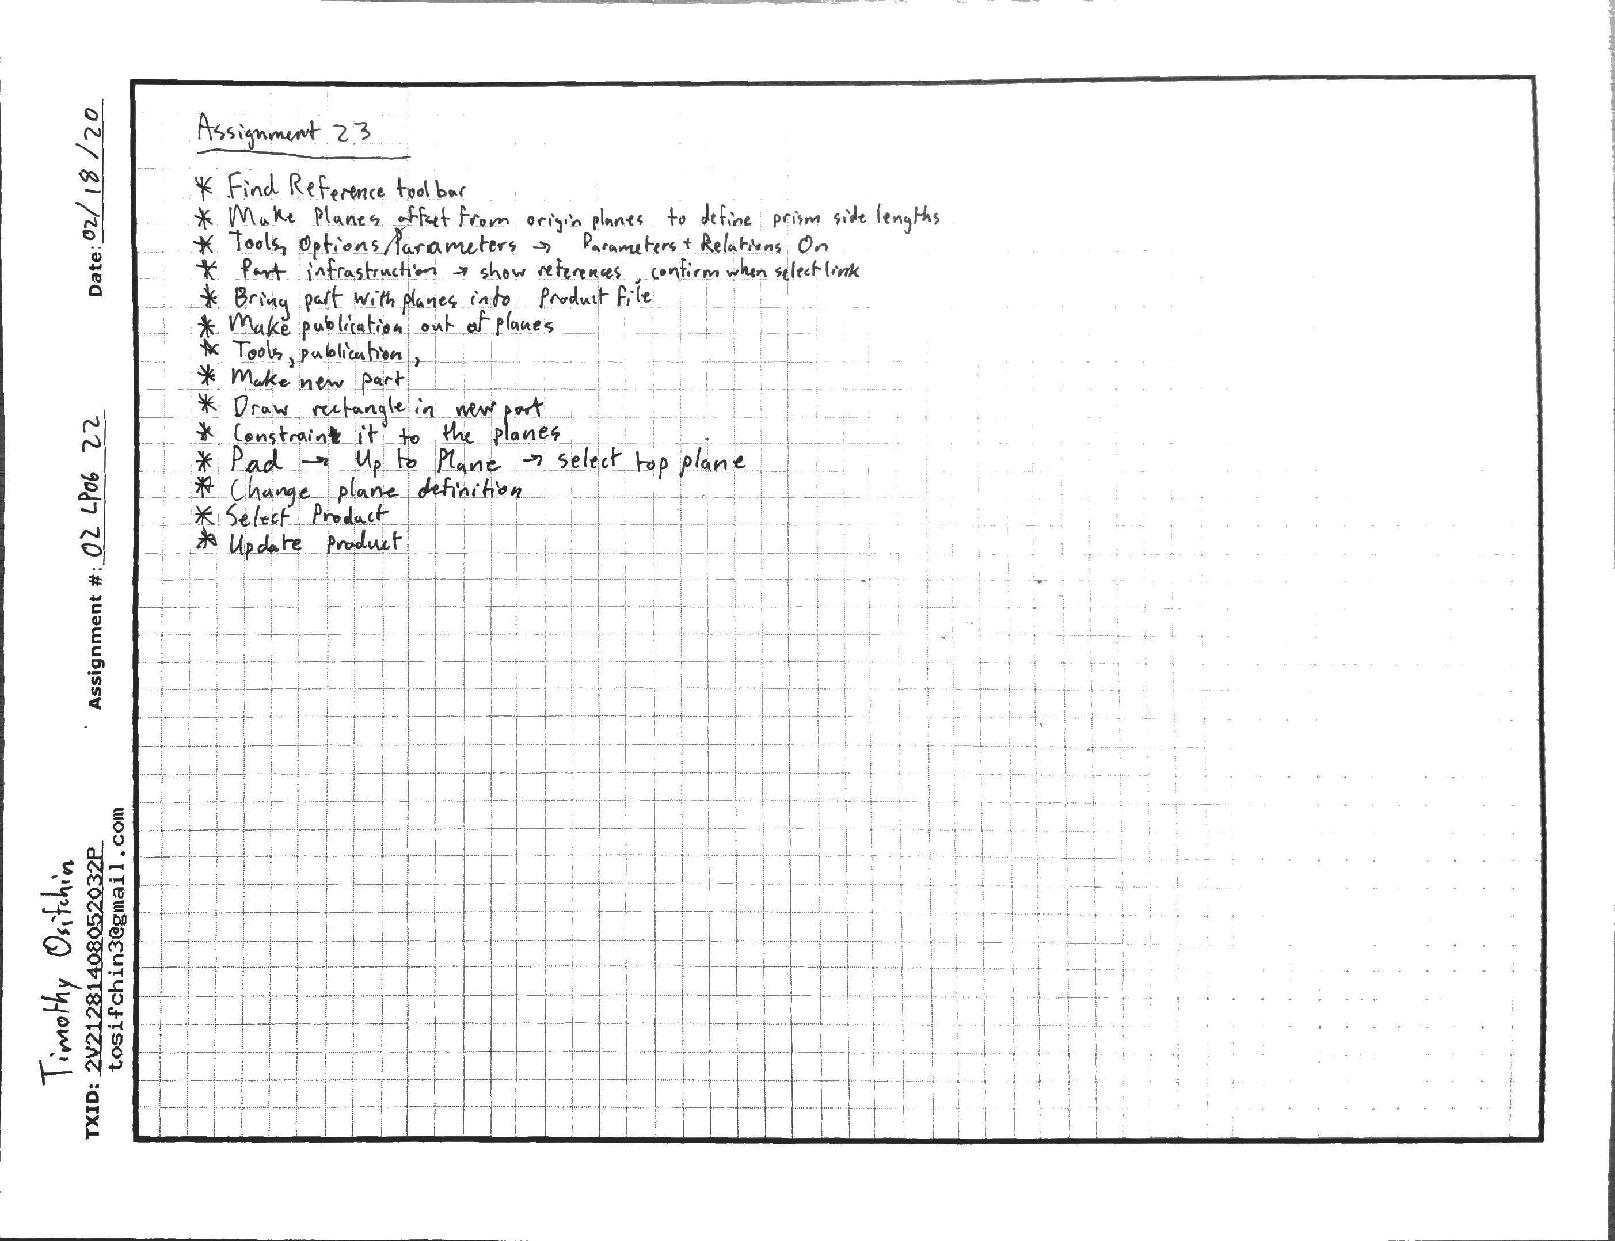 Assignment 23
* Find Reference toolbar
* Make Planes offset from origin planes to define prism side lengths
* Tools, Options/Parameters → Parameters + Relations On
* Part infrastruction → show references, confirm when select link
* Bring part with planes into Product file
* Make publication out of planes
* Tools, publication,
* Make new part
* Draw rectangle in new part
* Constraint it to the planes
* Pad → Up to Plane → select top plane
* Change plane definition
* Select Product
* Update Product
Date: 02/18/20
Assignment #: 02 LP06 22
Timothy Osifchin
TXID: 2V21281408052032P
tosifchin3@gmail.com